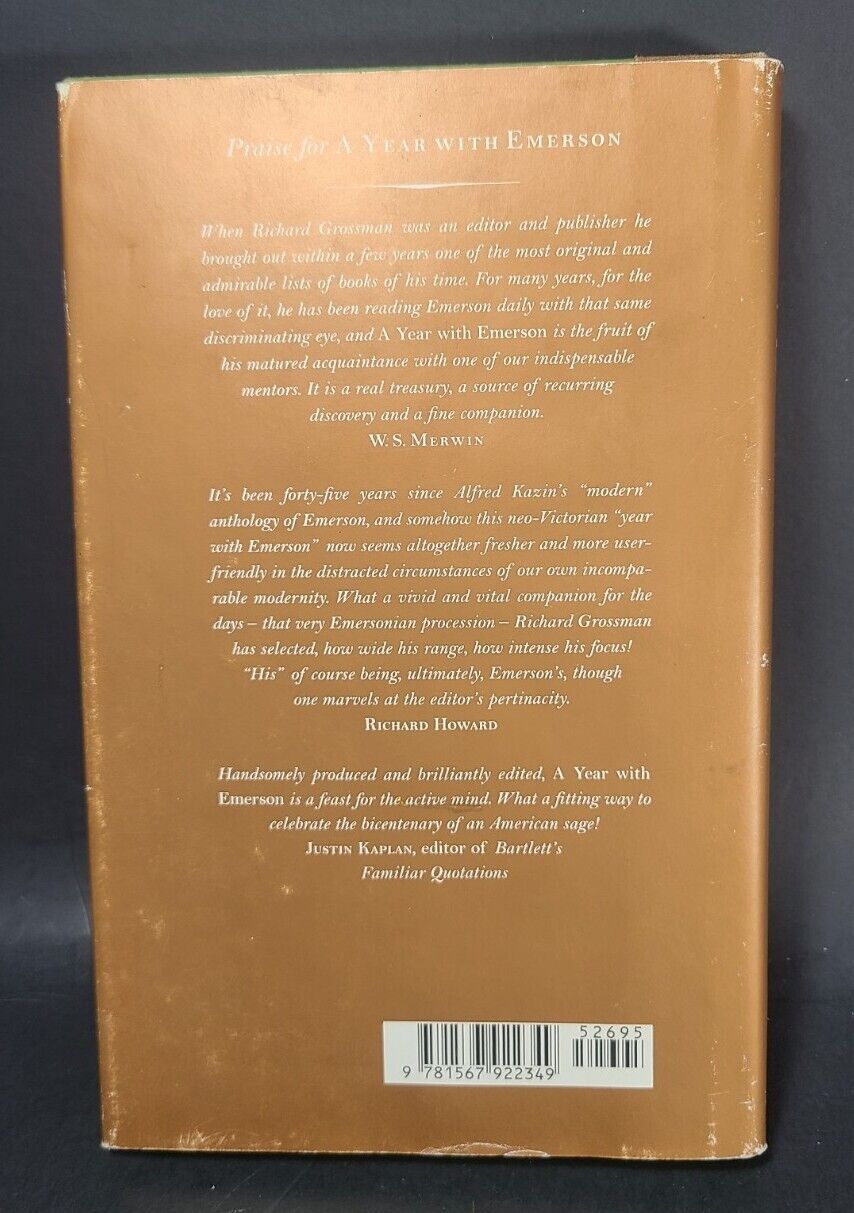 Praise for A YEAR WITH EMERSON
When Richard Grossman was an editor and publisher he
brought out within a few years one of the most original and
admirable lists of books of his time. For many years, for the
love of it, he has been reading Emerson daily with that same
discriminating eye, and A Year with Emerson is the fruit of
his matured acquaintance with one of our indispensable
mentors. It is a real treasury, a source of recurring
discovery and a fine companion.
W. S. MERWIN
It's been forty-five years since Alfred Kazin's “modern”
anthology of Emerson, and somehow this neo-Victorian “year
with Emerson” now seems altogether fresher and more user-
friendly in the distracted circumstances of our own incompa-
rable modernity. What a vivid and vital companion for the
days – that very Emersonian procession – Richard Grossman
has selected, how wide his range, how intense his focus!
“His” of course being, ultimately, Emerson's, though
one marvels at the editor's pertinacity.
RICHARD HOWARD
Handsomely produced and brilliantly edited, A Year with
Emerson is a feast for the active mind. What a fitting way to
celebrate the bicentenary of an American sage!
JUSTIN KAPLAN, editor of Bartlett's
Familiar Quotations
52695
9 781567 922349